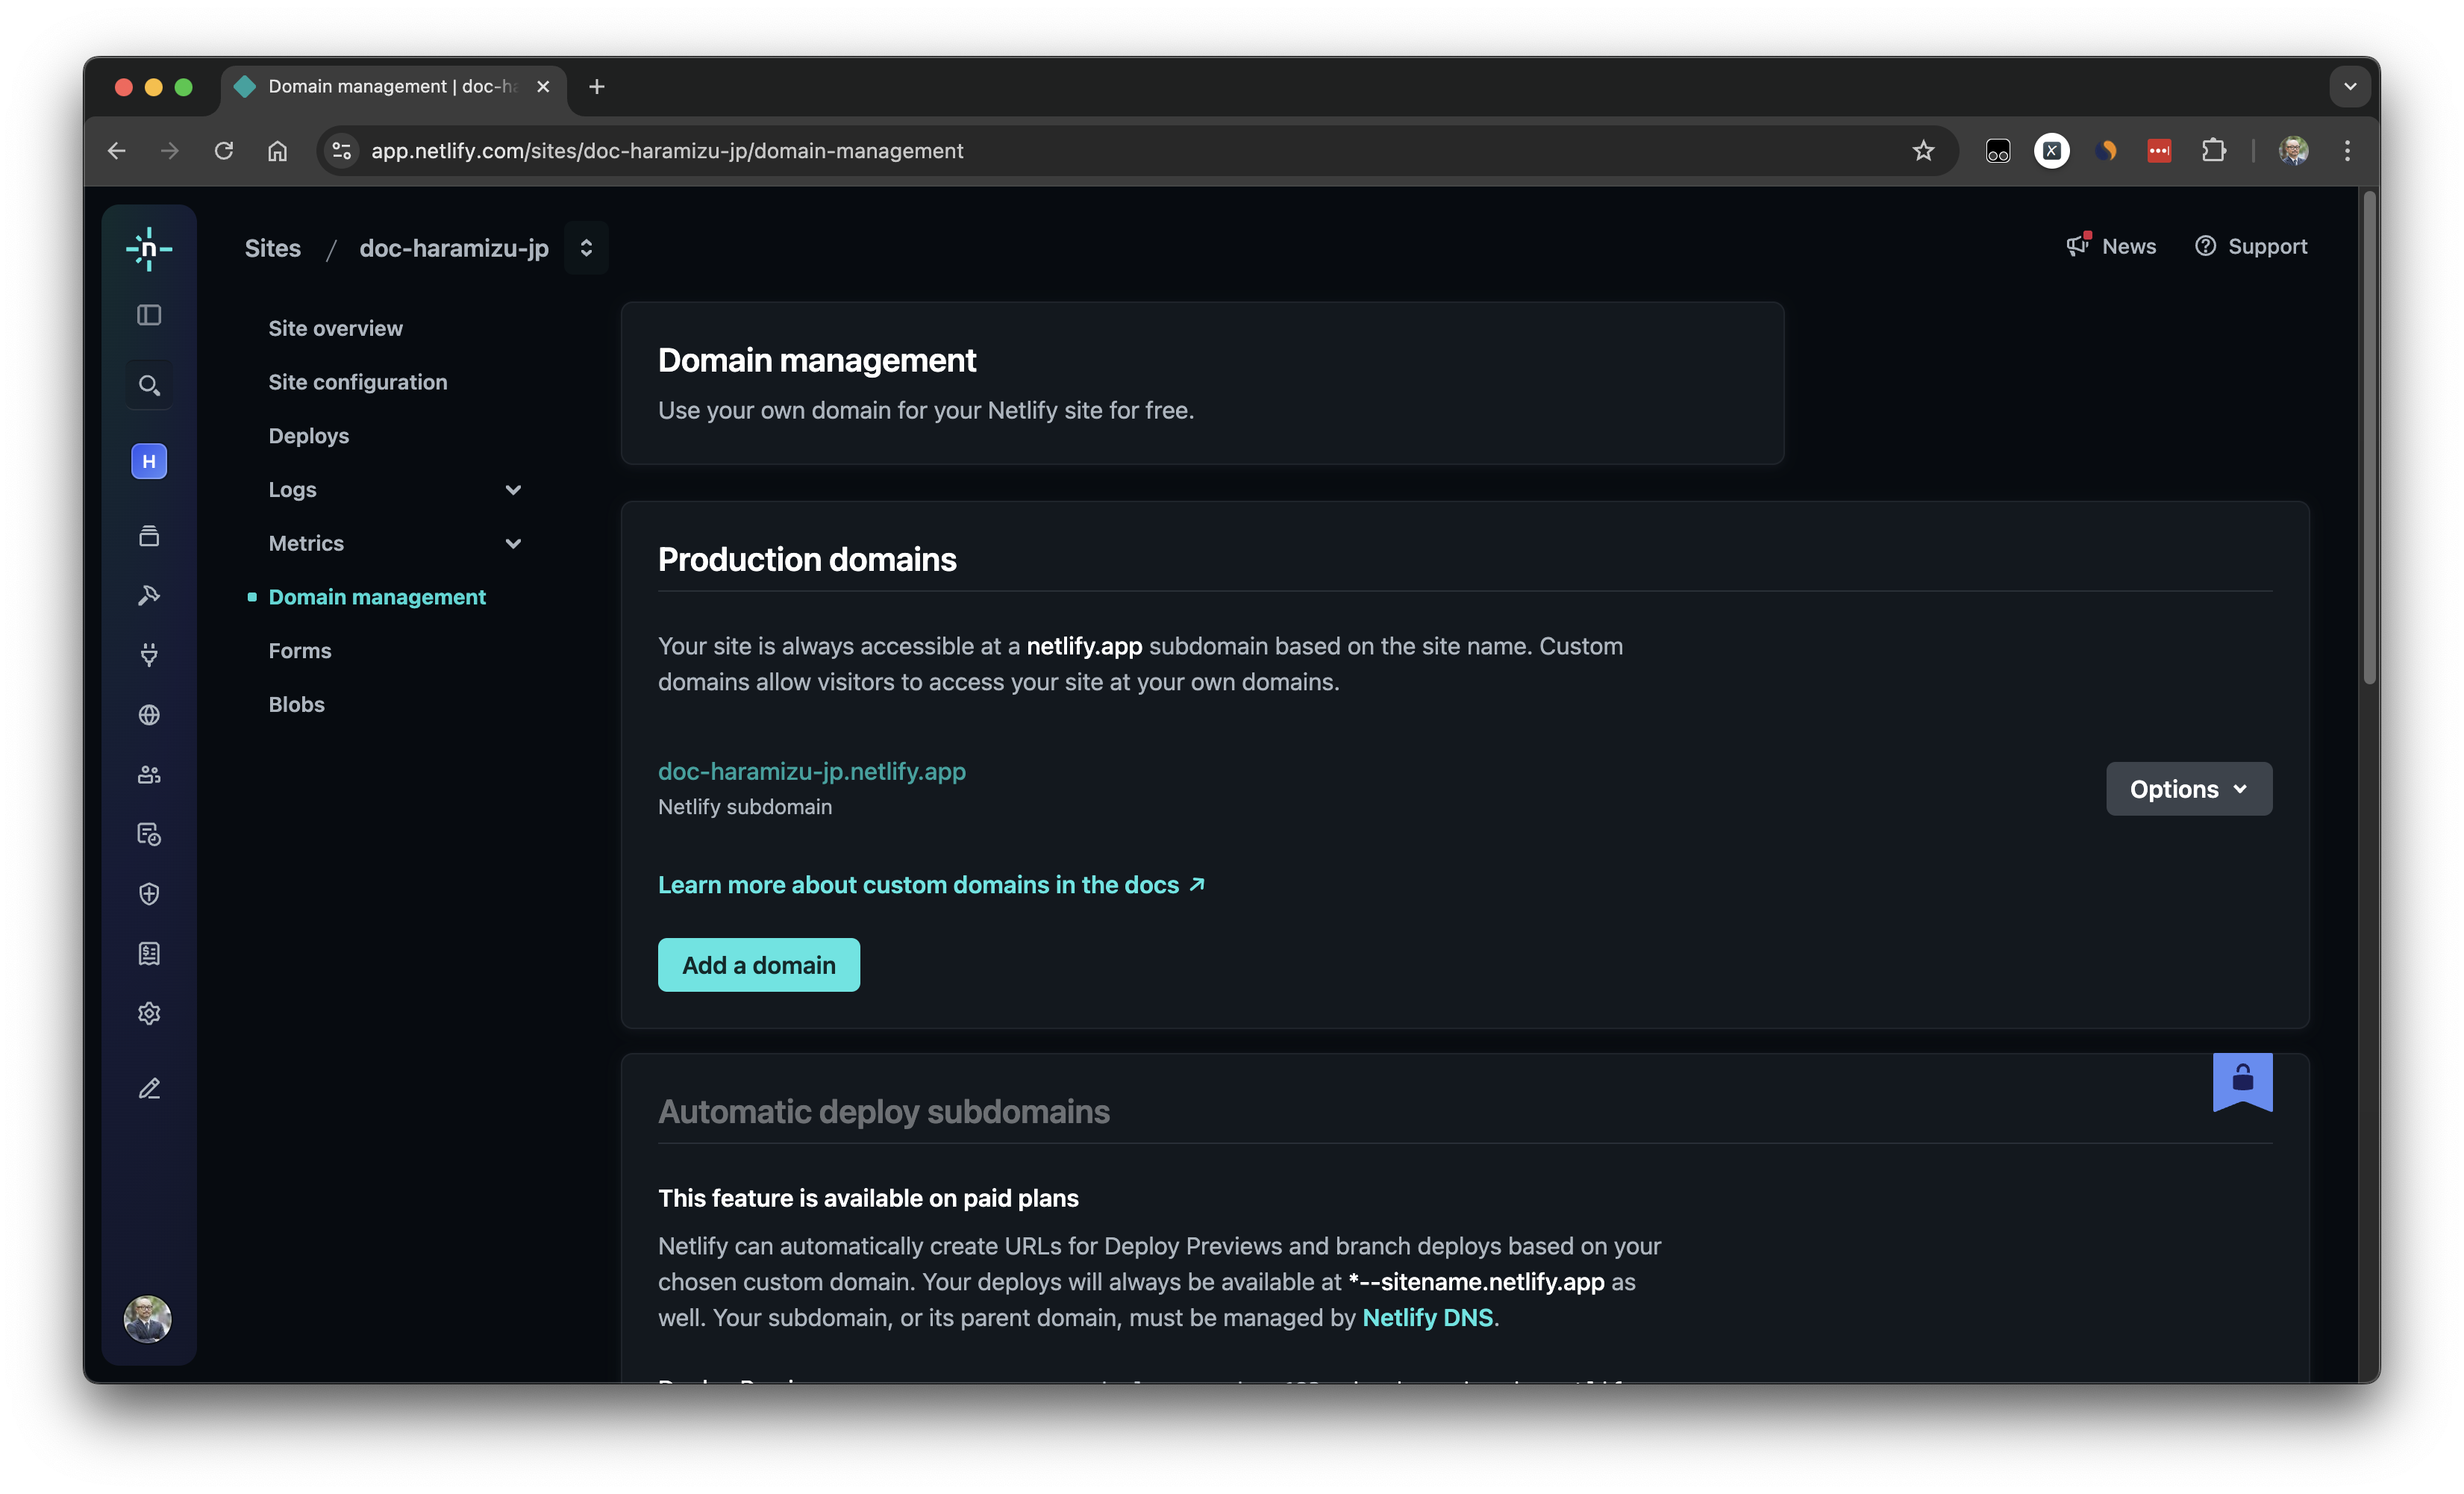 Domain management | doc-ha
app.netlify.com/sites/doc-haramizu-jp/domain-management
n
Sites / doc-haramizu-jp
News
Support
H
Site overview
Site configuration
Deploys
Logs
Metrics
Domain management
Forms
Blobs
Domain management
Use your own domain for your Netlify site for free.
Production domains
Your site is always accessible at a netlify.app subdomain based on the site name. Custom
domains allow visitors to access your site at your own domains.
doc-haramizu-jp.netlify.app
Netlify subdomain
Options
Learn more about custom domains in the docs
Add a domain
Automatic deploy subdomains
This feature is available on paid plans
Netlify can automatically create URLs for Deploy Previews and branch deploys based on your
chosen custom domain. Your deploys will always be available at *--sitename.netlify.app as
well. Your subdomain, or its parent domain, must be managed by Netlify DNS.